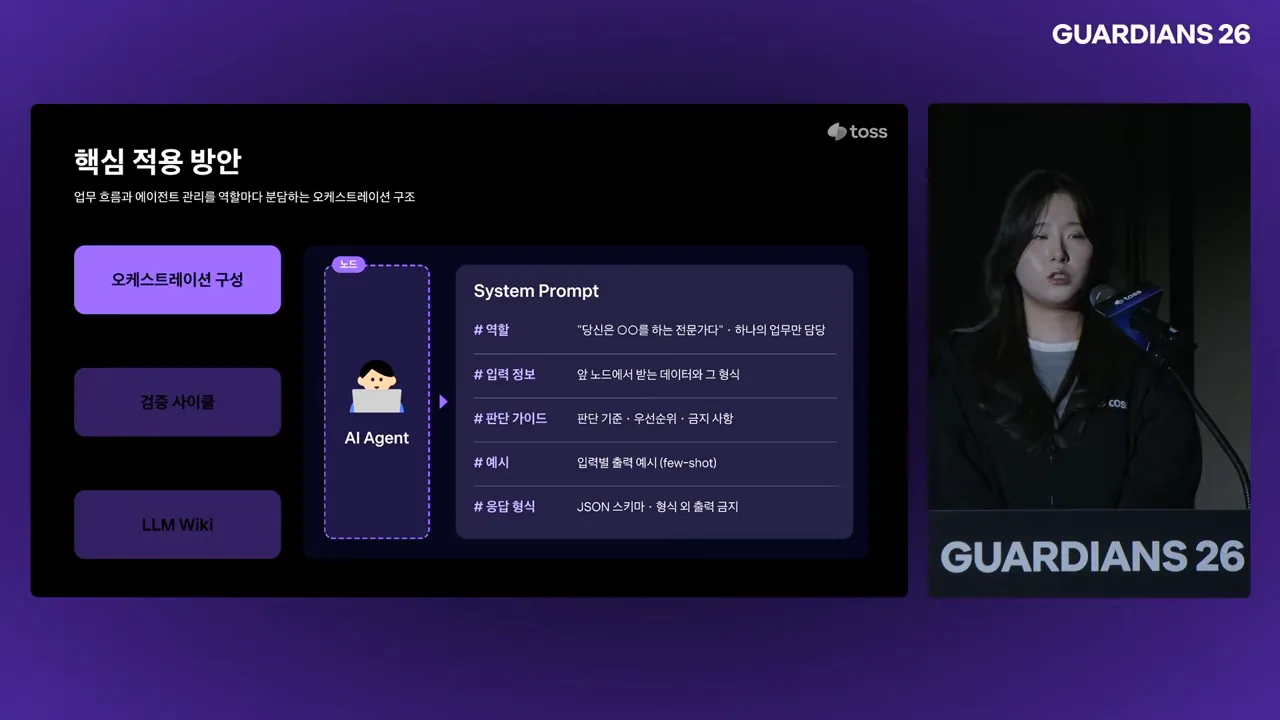 GUARDIANS 26
toss
핵심 적용 방안
업무 흐름과 에이전트 관리를 역할마다 분담하는 오케스트레이션 구조
오케스트레이션 구성
검증 사이클
LLM Wiki
노드
AI Agent
System Prompt
# 역할 "당신은 OO를 하는 전문가다" · 하나의 업무만 담당
# 입력 정보 앞 노드에서 받는 데이터와 그 형식
# 판단 가이드 판단 기준 · 우선순위 · 금지 사항
# 예시 입력별 출력 예시 (few-shot)
# 응답 형식 JSON 스키마 · 형식 외 출력 금지
toss
GUARDIANS 26